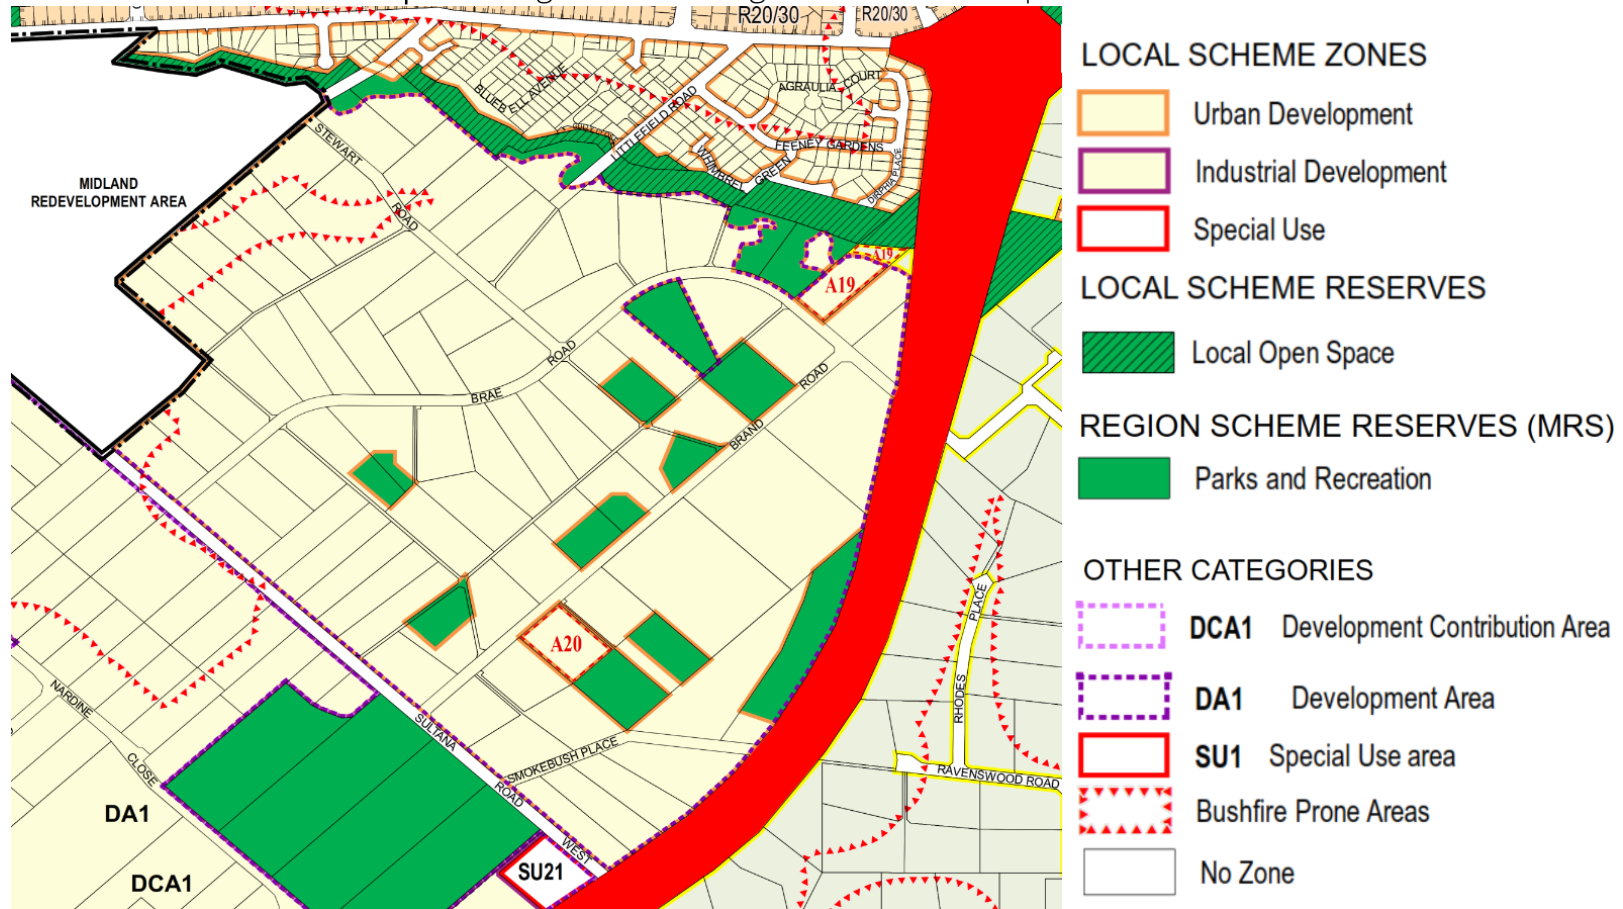 R20/30
R20/30
BLUEBELL AVENUE
AGRAULIA COURT
LITTLEFIELD ROAD
FEENEY GARDENS
WHIMBREL GREEN
DIRPHIA PLACE
STEWART
ROAD
MIDLAND
REDEVELOPMENT AREA
A19
A19
ROAD
BRAE
ROAD
BRAND
A20
NARDINE
CLOSE
SULTANA
ROAD
WEST
SMOKEBUSH PLACE
PLACE
RHODES
RAVENSWOOD ROAD
DA1
DCA1
SU21
LOCAL SCHEME ZONES
Urban Development
Industrial Development
Special Use
LOCAL SCHEME RESERVES
Local Open Space
REGION SCHEME RESERVES (MRS)
Parks and Recreation
OTHER CATEGORIES
DCA1 Development Contribution Area
DA1 Development Area
SU1 Special Use area
Bushfire Prone Areas
No Zone